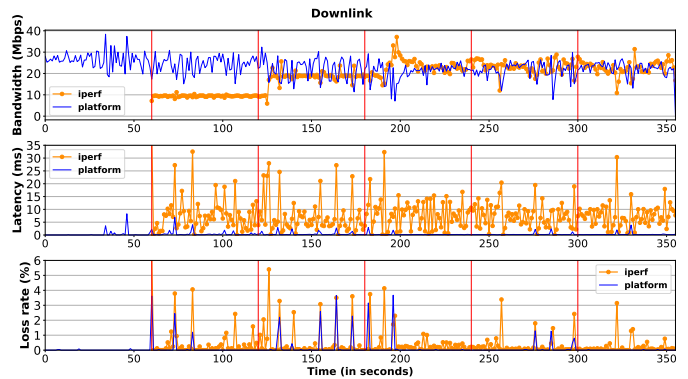 Downlink
Bandwidth (Mbps)
40
30
20
10
0
iperf
platform
0 50 100 150 200 250 300 350
Latency (ms)
35
30
25
20
15
10
5
0
iperf
platform
0 50 100 150 200 250 300 350
Loss rate (%)
6
5
4
3
2
1
0
iperf
platform
0 50 100 150 200 250 300 350
Time (in seconds)